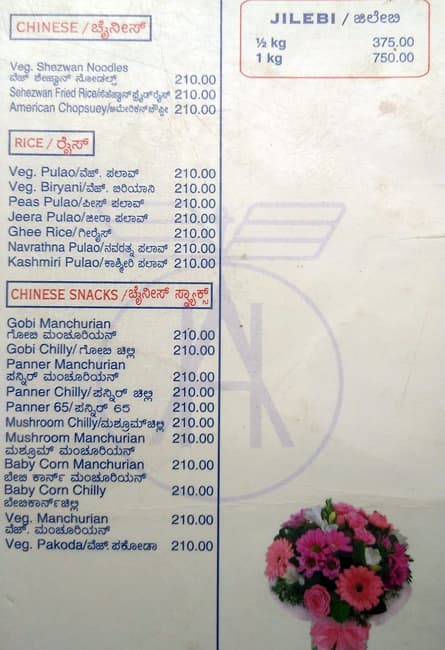 CHINESE / ಚೈನೀಸ್
Veg. Shezwan Noodles
ವೆಜ್ ಶೇಜ್ವಾನ್ ನೋಡಲ್ಸ್ 210.00
Sehezwan Fried Rice/ಸೆಹೆಜ್ವಾನ್ ಫ್ರೈಡ್ ರೈಸ್ 210.00
American Chopsuey/ಅಮೇರಿಕನ್ ಚೌಪ್ಸೀ 210.00
RICE / ರೈಸ್
Veg. Pulao/ವೆಜ್. ಪಲಾವ್ 210.00
Veg. Biryani/ವೆಜ್. ಬಿರಿಯಾನಿ 210.00
Peas Pulao/ಪೀಸ್ ಪಲಾವ್ 210.00
Jeera Pulao/ಜೀರಾ ಪಲಾವ್ 210.00
Ghee Rice/ಗೀರೈಸ್ 210.00
Navrathna Pulao/ನವರತ್ನ ಪಲಾವ್ 210.00
Kashmiri Pulao/ಕಾಶ್ಮೀರಿ ಪಲಾವ್ 210.00
CHINESE SNACKS /ಚೈನೀಸ್ ಸ್ನ್ಯಾಕ್ಸ್
Gobi Manchurian
ಗೋಬಿ ಮಂಚೂರಿಯನ್ 210.00
Gobi Chilly/ ಗೋಬಿ ಚಿಲ್ಲಿ 210.00
Panner Manchurian
ಪನ್ನಿರ್ ಮಂಚೂರಿಯನ್ 210.00
Panner Chilly/ಪನ್ನಿರ್ ಚಿಲ್ಲಿ 210.00
Panner 65/ ಪನ್ನಿರ್ 65 210.00
Mushroom Chilly/ಮಶ್ರೂಮ್ ಚಿಲ್ಲಿ 210.00
Mushroom Manchurian 210.00
ಮಶ್ರೂಮ್ ಮಂಚೂರಿಯನ್
Baby Corn Manchurian 210.00
ಬೇಬಿ ಕಾರ್ನ್ ಮಂಚೂರಿಯನ್
Baby Corn Chilly 210.00
ಬೇಬಿಕಾರ್ನ್ ಚಿಲ್ಲಿ
Veg. Manchurian 210.00
ವೆಜ್. ಮಂಚೂರಿಯನ್
Veg. Pakoda/ವೆಜ್ ಪಕೋಡಾ 210.00
JILEBI / ಜಿಲೇಬಿ
½ kg 375.00
1 kg 750.00